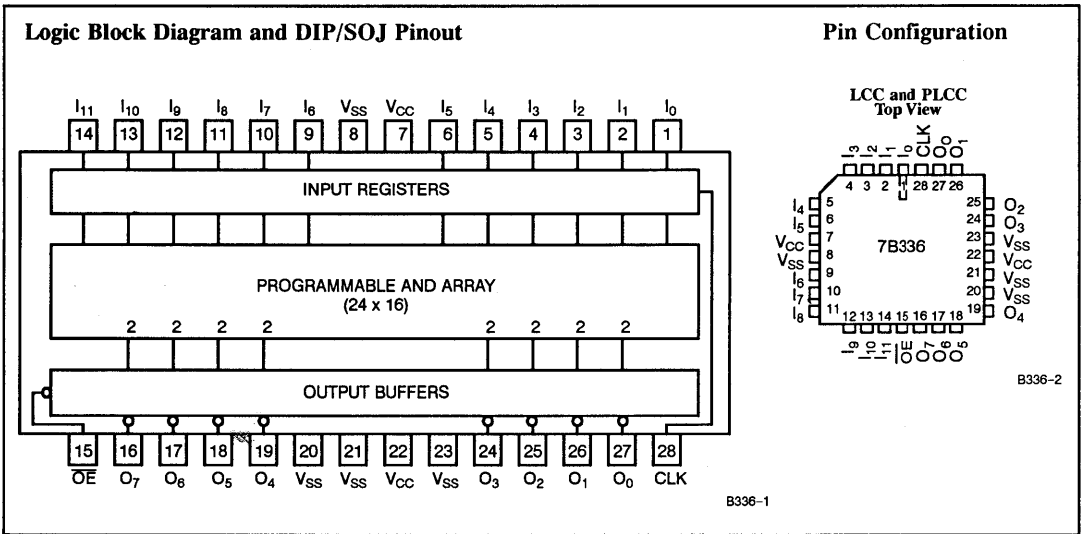 Logic Block Diagram and DIP/SOJ Pinout
Pin Configuration
I11 I10 I9 I8 I7 I6 VSS VCC I5 I4 I3 I2 I1 I0
14 13 12 11 10 9 8 7 6 5 4 3 2 1
INPUT REGISTERS
PROGRAMMABLE AND ARRAY
(24 x 16)
2 2 2 2 2 2 2 2
OUTPUT BUFFERS
15 16 17 18 19 20 21 22 23 24 25 26 27 28
OE O7 O6 O5 O4 VSS VSS VCC VSS O3 O2 O1 O0 CLK
B336-1
LCC and PLCC
Top View
I3 I2 I1 I0 CLK O0 O1
4 3 2 1 28 27 26
I4 5 25 O2
I5 6 24 O3
VCC 7 23 VSS
7B336
VSS 8 22 VCC
I6 9 21 VSS
I7 10 20 VSS
I8 11 19 O4
12 13 14 15 16 17 18
I9 I10 I11 OE O7 O6 O5
B336-2